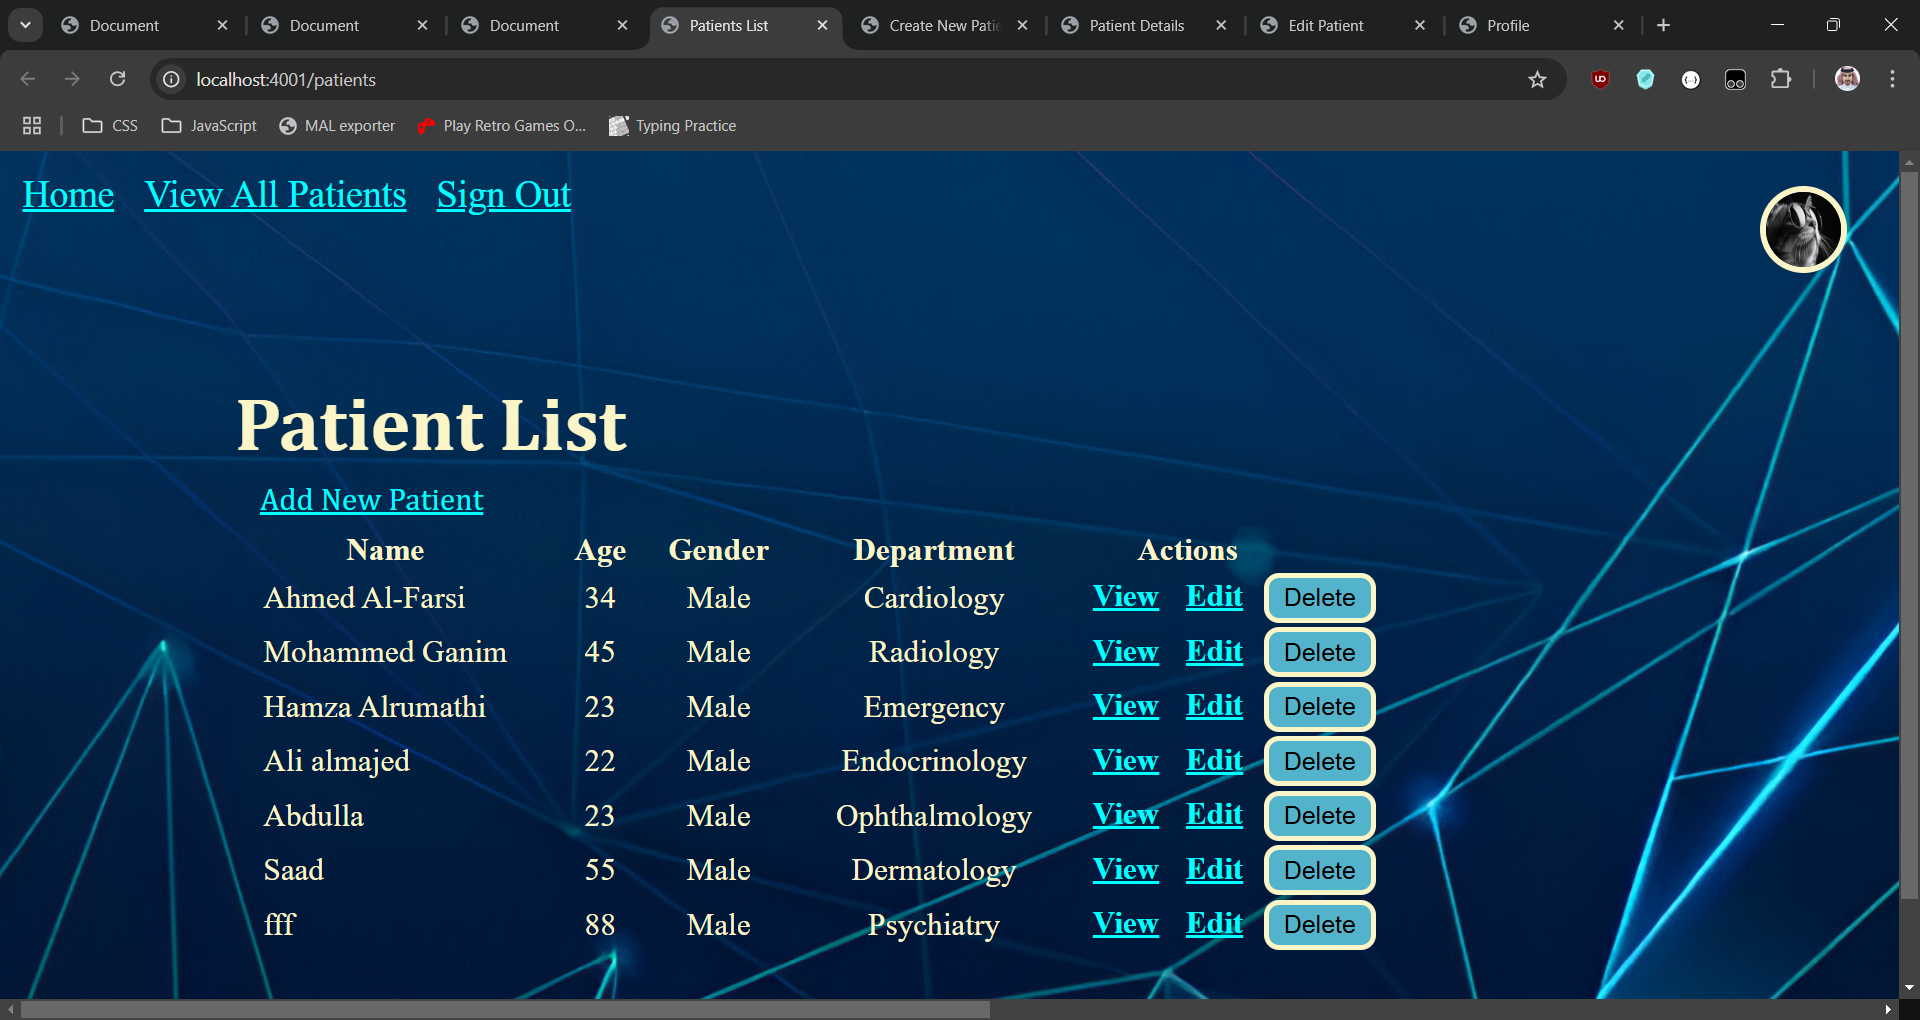 Document Document Document Patients List Create New Patie Patient Details Edit Patient Profile
localhost:4001/patients
CSS JavaScript MAL exporter Play Retro Games O... Typing Practice
Home View All Patients Sign Out
Patient List
Add New Patient
Name Age Gender Department Actions
Ahmed Al-Farsi 34 Male Cardiology View Edit Delete
Mohammed Ganim 45 Male Radiology View Edit Delete
Hamza Alrumathi 23 Male Emergency View Edit Delete
Ali almajed 22 Male Endocrinology View Edit Delete
Abdulla 23 Male Ophthalmology View Edit Delete
Saad 55 Male Dermatology View Edit Delete
fff 88 Male Psychiatry View Edit Delete